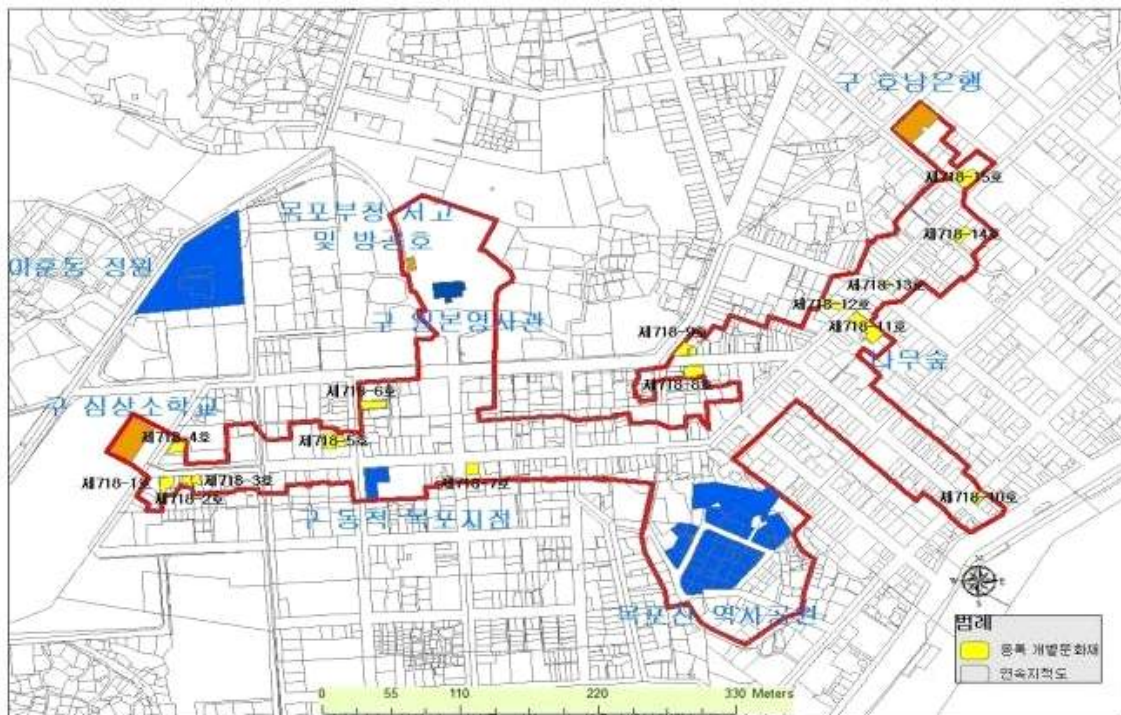 구 호남은행
제718-15호
목포부청 서고
및 방공호
제718-14호
이훈동 정원
제718-13호
제718-12호
구 일본영사관
제718-11호
제718-9호
나무숲
제718-8호
제718-6호
구 심상소학교
제718-4호
제718-5호
제718-1호
제718-3호
제718-7호
제718-2호
제718-10호
구 동척 목포지점
목포진 역사공원
N
W
E
S
범례
등록 개별문화재
연속지적도
0 55 110 220 330 Meters